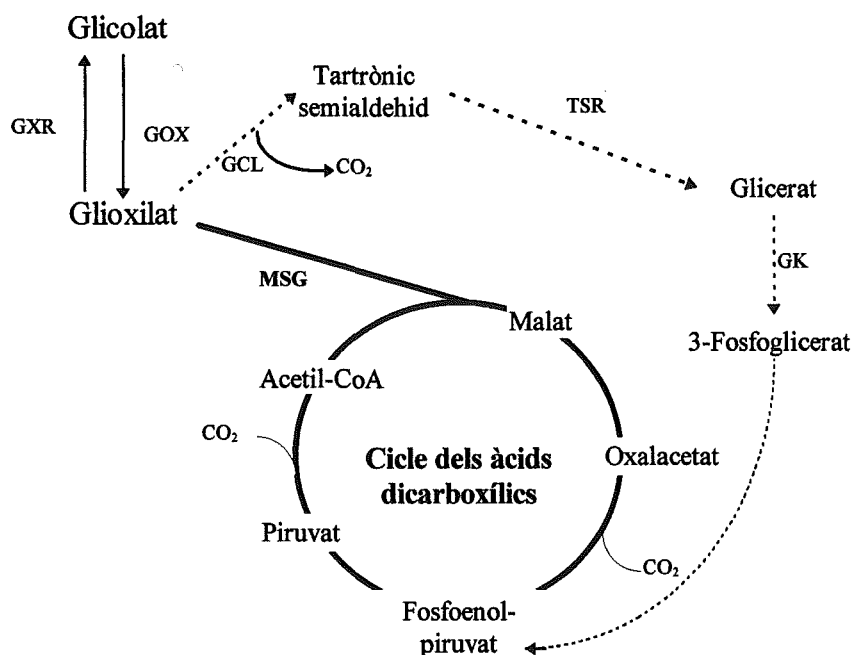 Glicolat
Tartrònic
semialdehid
TSR
GXR
GOX
GCL
CO₂
Glicerat
Glioxilat
GK
MSG
Malat
3-Fosfoglicerat
Acetil-CoA
CO₂
Cicle dels àcids
dicarboxílics
Oxalacetat
Piruvat
CO₂
Fosfoenol-
piruvat